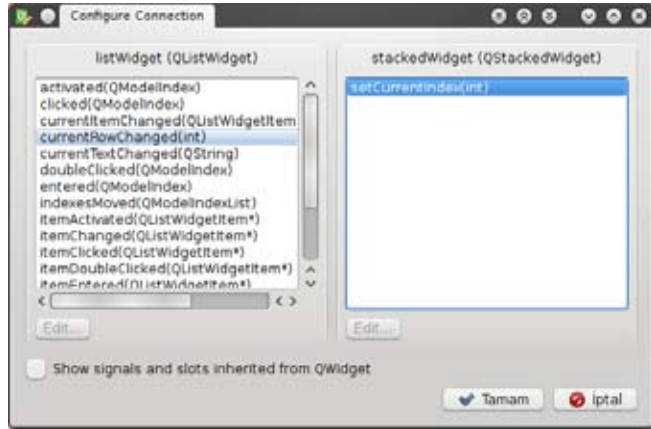 Configure Connection
listWidget (QListWidget)
activated(QModelIndex)
clicked(QModelIndex)
currentItemChanged(QListWidgetItem
currentRowChanged(int)
currentTextChanged(QString)
doubleClicked(QModelIndex)
entered(QModelIndex)
indexesMoved(QModelIndexList)
itemActivated(QListWidgetItem*)
itemChanged(QListWidgetItem*)
itemClicked(QListWidgetItem*)
itemDoubleClicked(QListWidgetItem*)
itemEntered(QListWidgetItem*)
Edit...
stackedWidget (QStackedWidget)
setCurrentIndex(int)
Edit...
Show signals and slots inherited from QWidget
Tamam
İptal